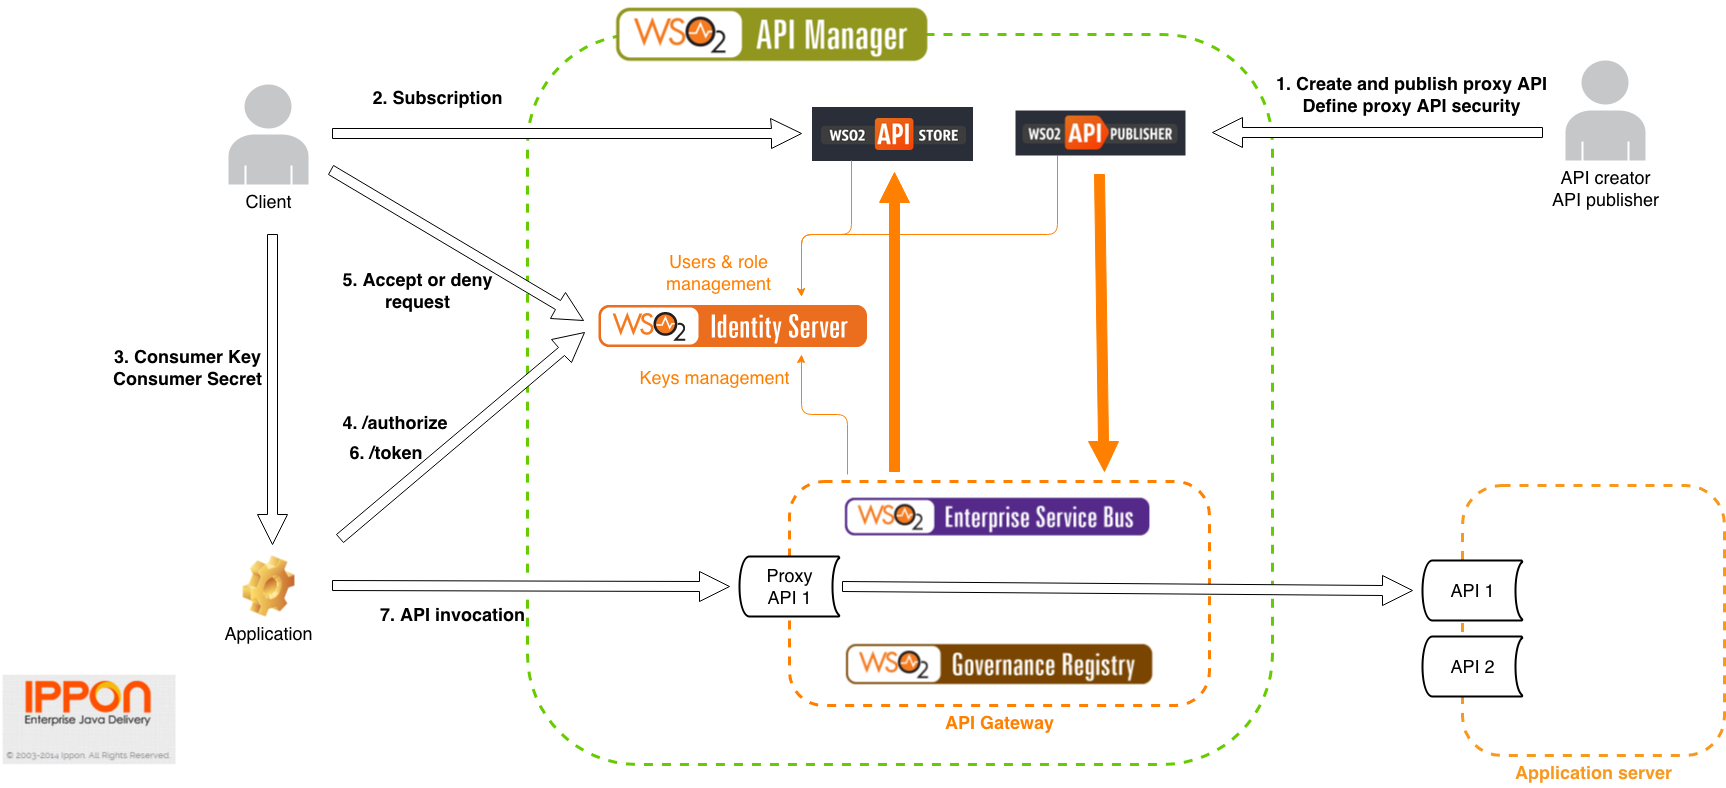 WSO2 API Manager
2. Subscription
1. Create and publish proxy API
Define proxy API security
WSO2 API STORE
WSO2 API PUBLISHER
Client
API creator
API publisher
Users & role
management
5. Accept or deny
request
WSO2 Identity Server
3. Consumer Key
Consumer Secret
Keys management
4. /authorize
6. /token
WSO2 Enterprise Service Bus
Proxy
API 1
API 1
7. API invocation
Application
WSO2 Governance Registry
API 2
IPPON
Enterprise Java Delivery
© 2003-2014 Ippon. All Rights Reserved.
API Gateway
Application server